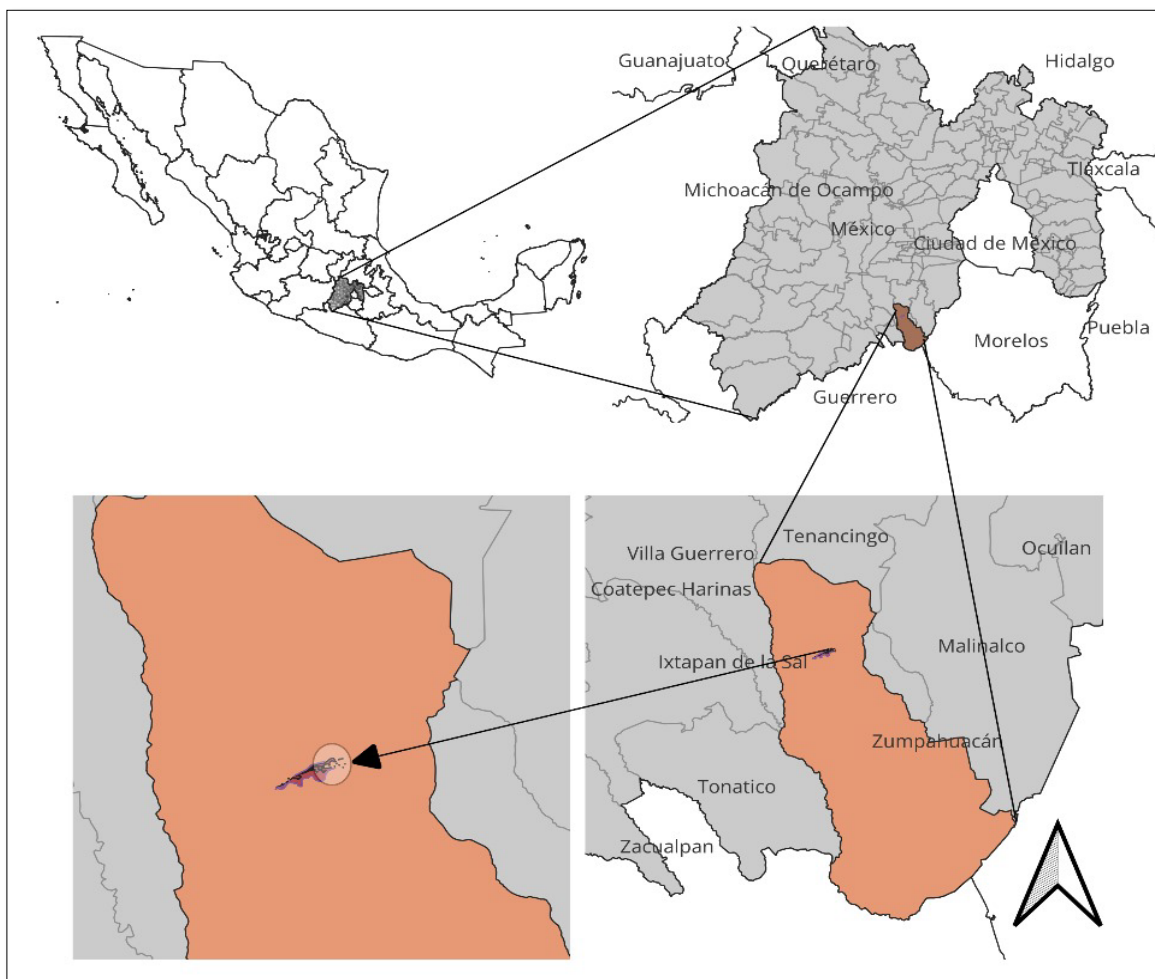 Guanajuato
Querétaro
Hidalgo
Tláxcala
Michoacán de Ocampo
México
Ciudad de México
Puebla
Morelos
Guerrero
Tenancingo
Villa Guerrero
Ocuilan
Coatepec Harinas
Malinalco
Ixtapan de la Sal
Zumpahuacán
Tonatico
Zacualpan